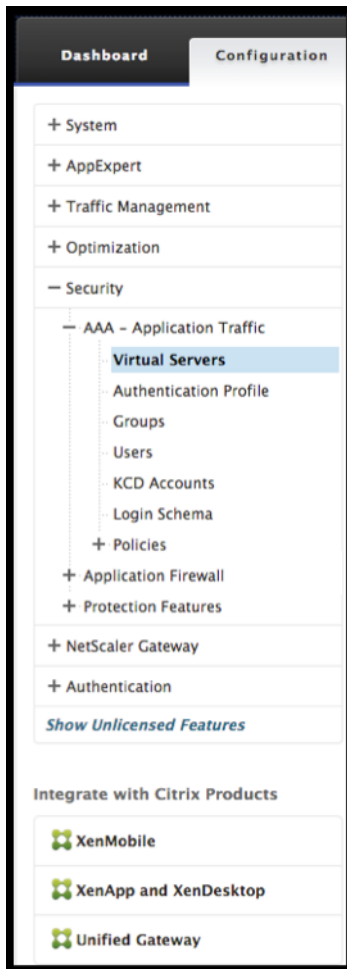 Dashboard
Configuration
+ System
+ AppExpert
+ Traffic Management
+ Optimization
− Security
− AAA – Application Traffic
Virtual Servers
Authentication Profile
Groups
Users
KCD Accounts
Login Schema
+ Policies
+ Application Firewall
+ Protection Features
+ NetScaler Gateway
+ Authentication
Show Unlicensed Features
Integrate with Citrix Products
XenMobile
XenApp and XenDesktop
Unified Gateway